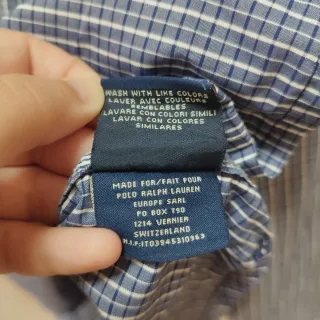 WASH WITH LIKE COLORS
LAVER AVEC COULEURS
SEMBLABLES
LAVARE CON COLORI SIMILI
LAVAR CON COLORES
SIMILARES
MADE FOR/FAIT POUR
POLO RALPH LAUREN
EUROPE SARL
PO BOX 790
1214 VERNIER
SWITZERLAND
N.I.F:IT03945310963